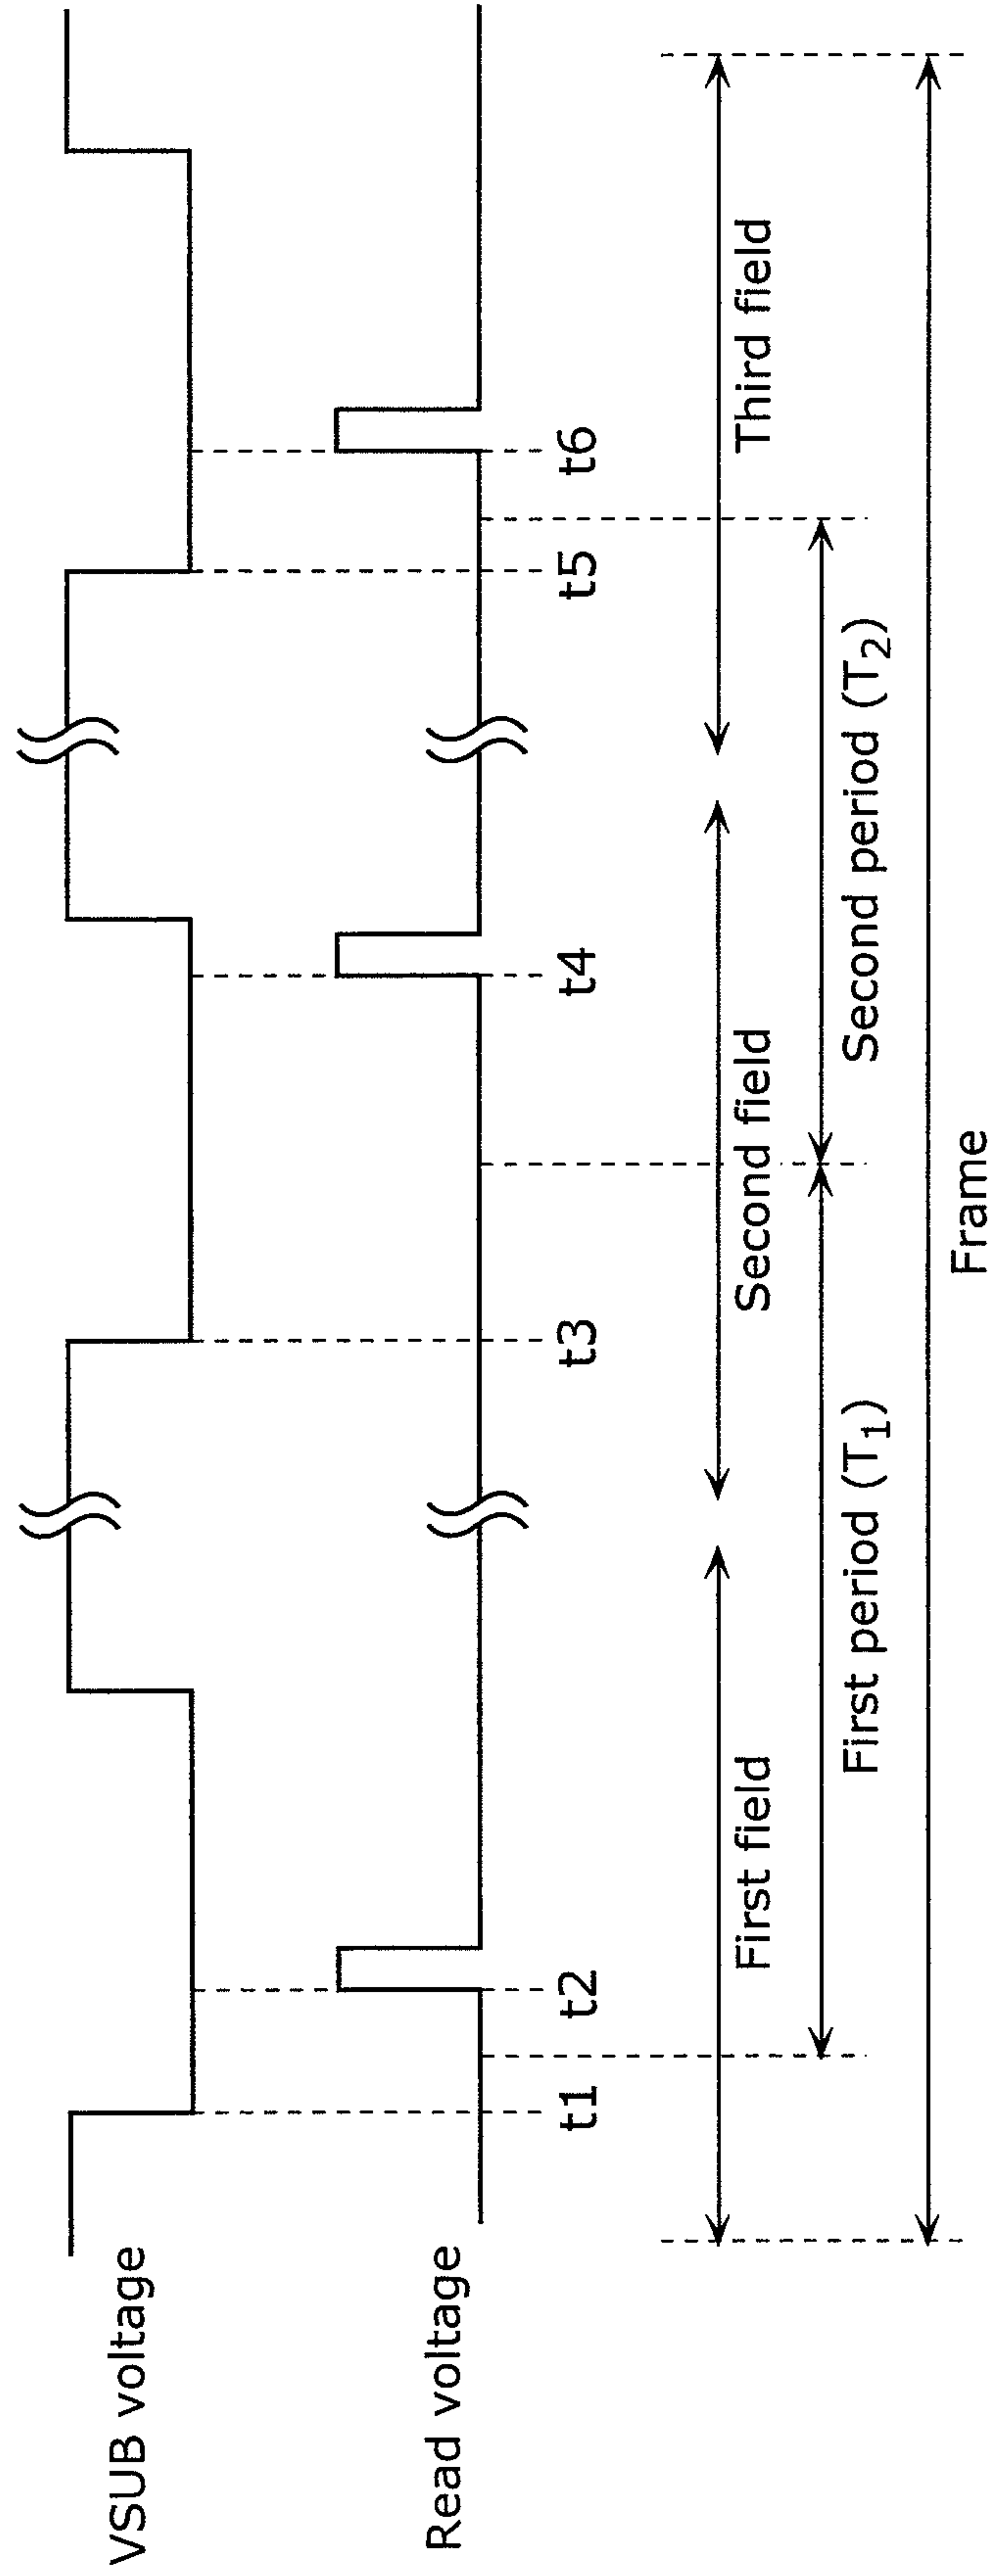 VSUB voltage
Read voltage
t1
t2
t3
t4
t5
t6
First field
Second field
Third field
First period (T1)
Second period (T2)
Frame